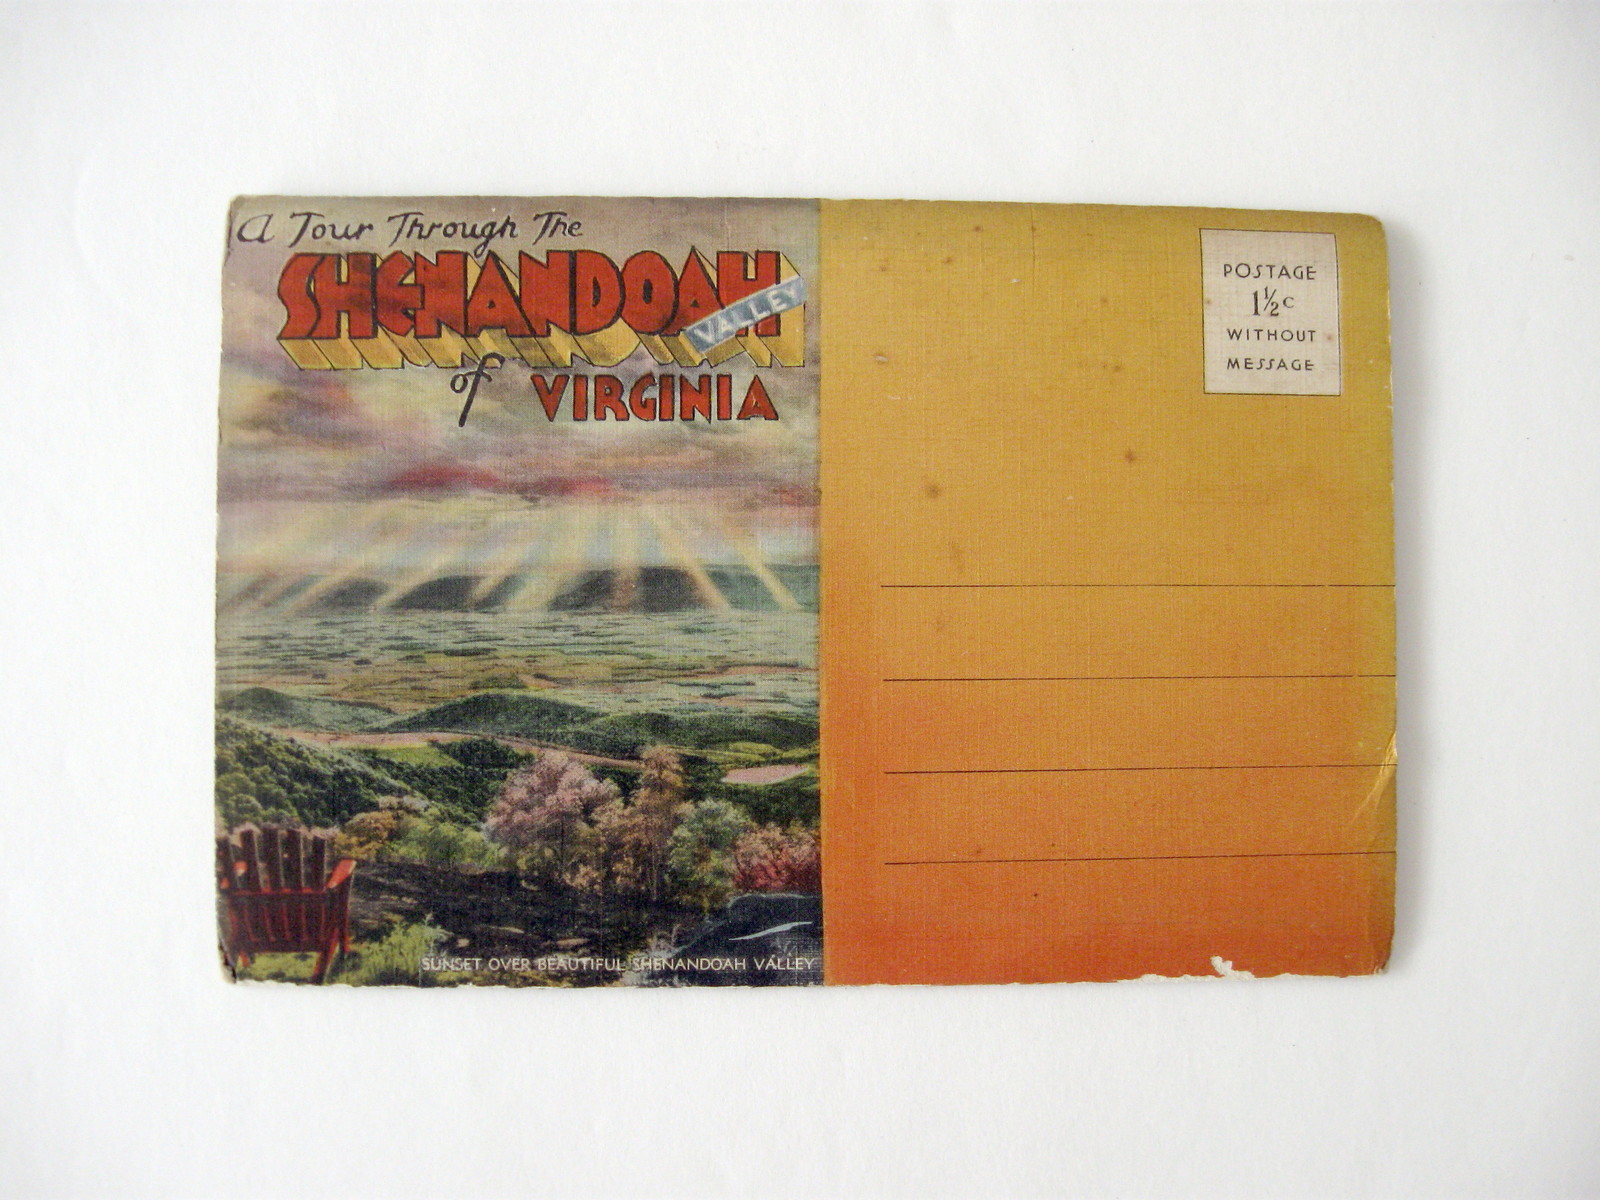 A Tour Through The
SHENANDOAH
VALLEY
of VIRGINIA
SUNSET OVER BEAUTIFUL SHENANDOAH VALLEY
POSTAGE
1½c
WITHOUT
MESSAGE